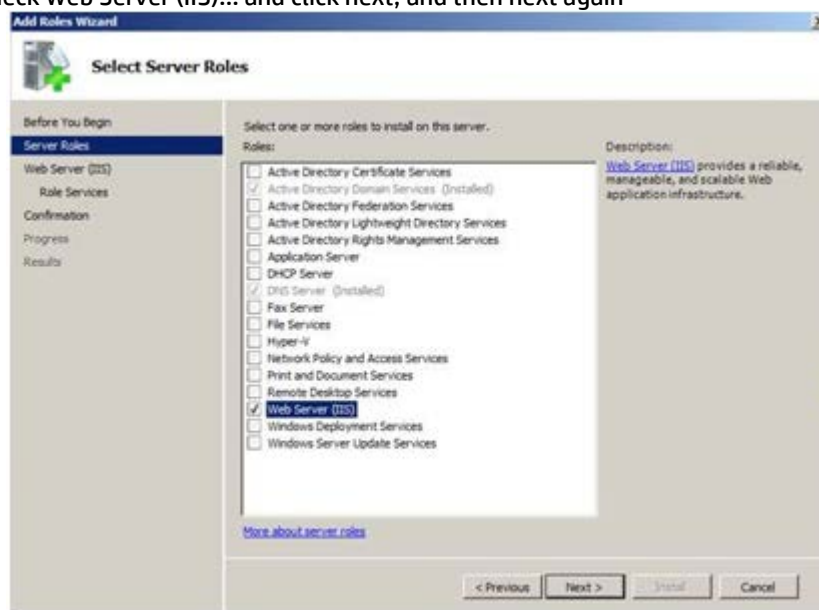 eck Web Server (IIS)... and click next, and then next again
Add Roles Wizard
Select Server Roles
Before You Begin
Server Roles
Web Server (IIS)
Role Services
Confirmation
Progress
Results
Select one or more roles to install on this server.
Roles:
Active Directory Certificate Services
Active Directory Domain Services (Installed)
Active Directory Federation Services
Active Directory Lightweight Directory Services
Active Directory Rights Management Services
Application Server
DHCP Server
DNS Server (Installed)
Fax Server
File Services
Hyper-V
Network Policy and Access Services
Print and Document Services
Remote Desktop Services
Web Server (IIS)
Windows Deployment Services
Windows Server Update Services
More about server roles
Description:
Web Server (IIS) provides a reliable,
manageable, and scalable Web
application infrastructure.
< Previous
Next >
Install
Cancel